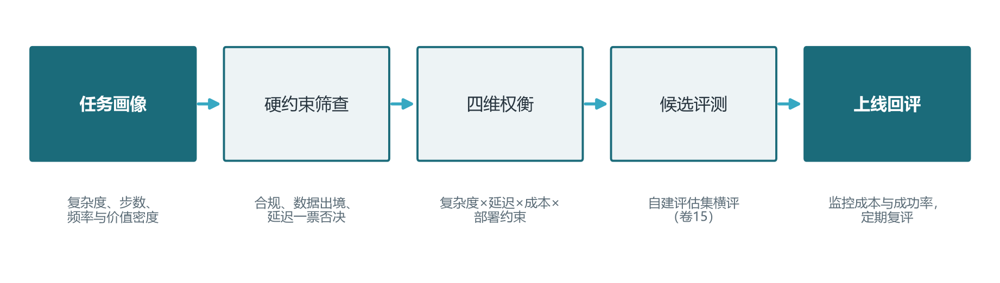 任务画像
硬约束筛查
四维权衡
候选评测
上线回评
复杂度、步数、
频率与价值密度
合规、数据出境、
延迟一票否决
复杂度×延迟×成本×
部署约束
自建评估集横评
（卷15）
监控成本与成功率，
定期复评